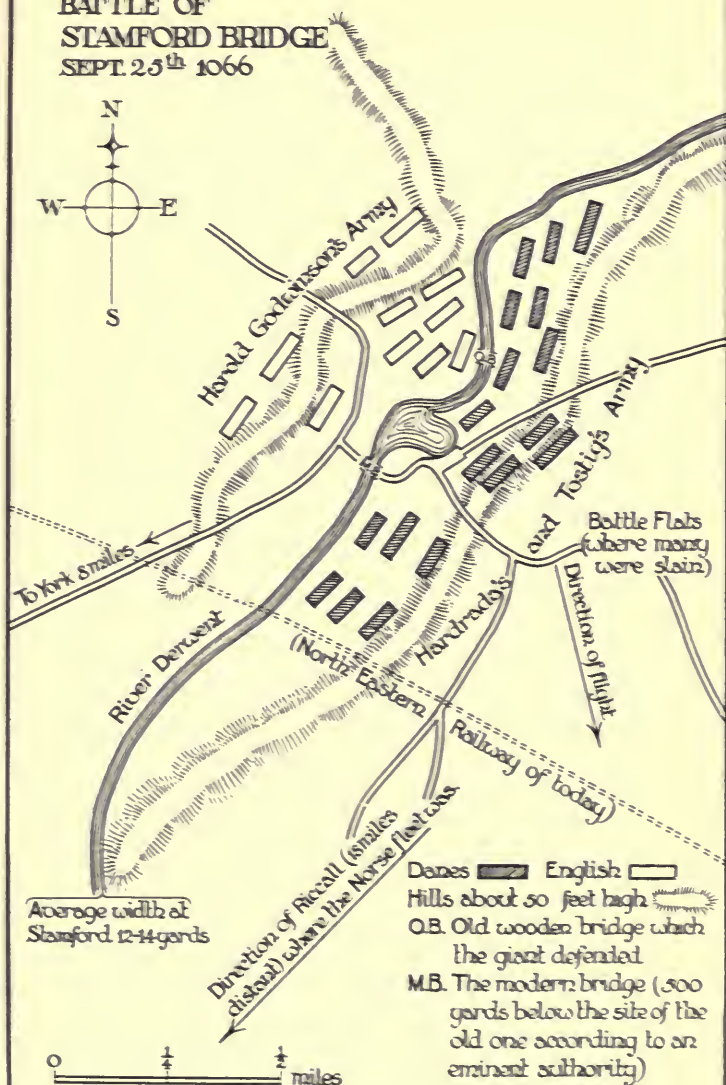 BATTLE OF
STAMFORD BRIDGE
SEPT. 25th 1066
N
W E
S
Harold Godwinson's Army
O.B.
M.B.
Hardrada's and Tostig's Army
Battle Flats
(where many
were slain)
To York 8 miles
River Derwent
Direction of flight
(North Eastern Railway of today)
Average width at
Stamford 12-14 yards
Direction of Riccall (18 miles
distant) where the Norse fleet was.
Danes English
Hills about 50 feet high
O.B. Old wooden bridge which
the giant defended
M.B. The modern bridge (500
yards below the site of the
old one according to an
eminent authority)
0 1/4 1/2 miles